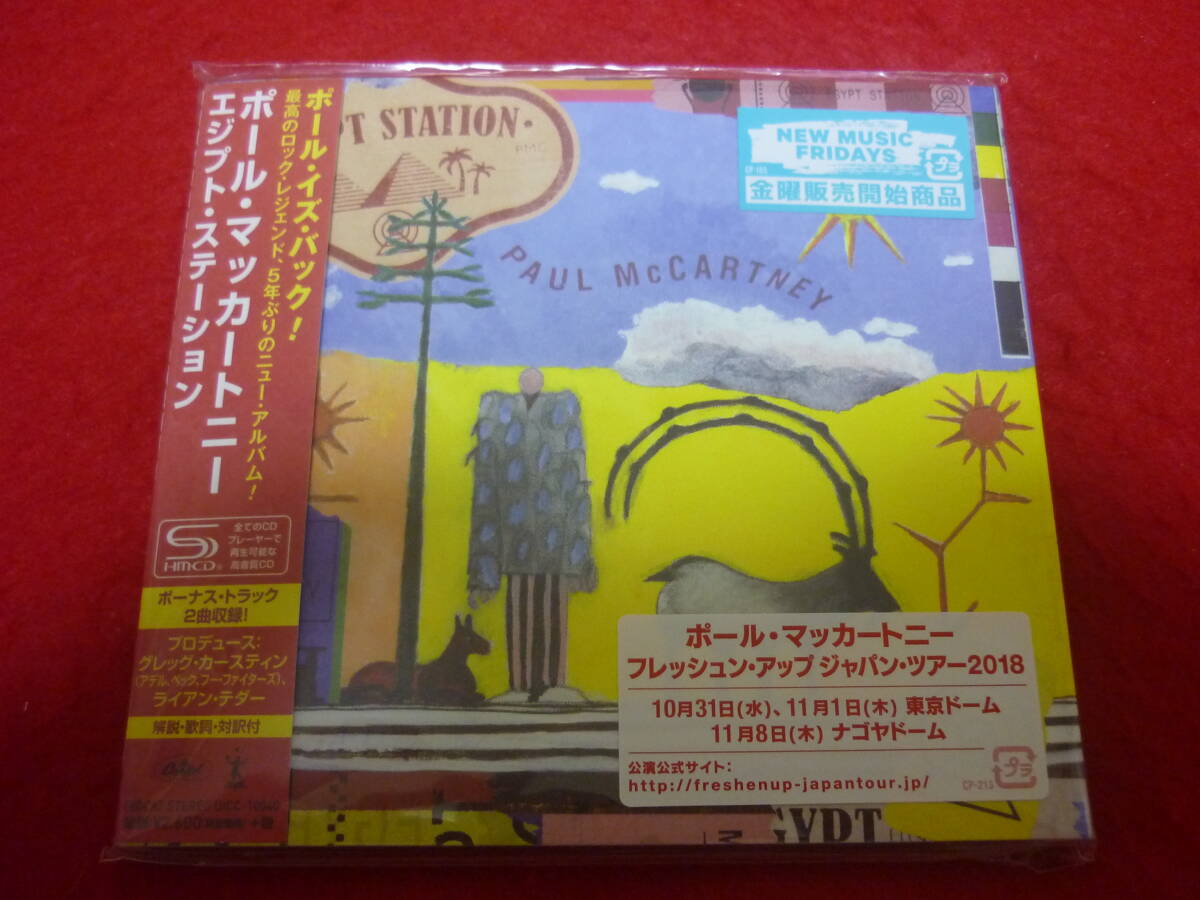 ポール・イズ・バック!
最高のロック・レジェンド、5年ぶりのニュー・アルバム!
ポール・マッカートニー
エジプト・ステーション
HMCD
全てのCD
プレーヤーで
再生可能な
高音質CD
ボーナス・トラック
2曲収録!
プロデュース:
グレッグ・カースティン
(アデル、ベック、フー・ファイターズ)、
ライアン・テダー
解説・歌詞・対訳付
PT STATION·
RMC
GYPT STATION
PAUL McCARTNEY
NEW MUSIC
FRIDAYS
プラ
金曜販売開始商品
ポール・マッカートニー
フレッシュン・アップ ジャパン・ツアー2018
10月31日(水)、11月1日(木) 東京ドーム
11月8日(木) ナゴヤドーム
公演公式サイト:
http://freshenup-japantour.jp/
プラ
CP-213
GYPT